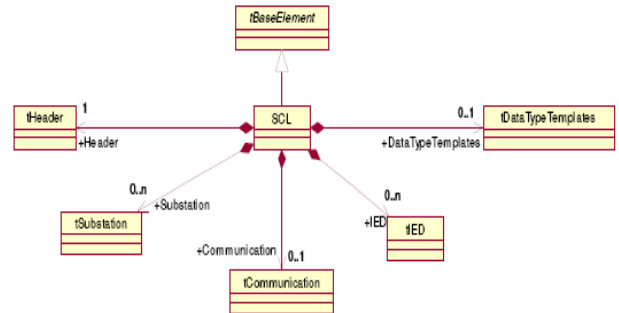 tBaseElement
tHeader
1
+Header
SCL
0..1
+DataTypeTemplates
tDataTypeTemplates
0..n
+Substation
tSubstation
+Communication
0..1
tCommunication
0..n
+IED
tIED